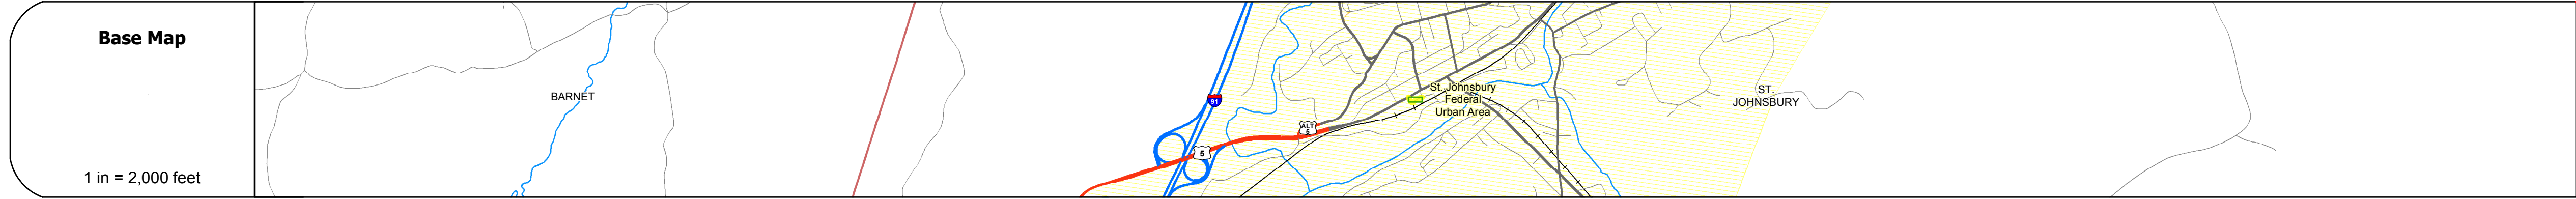 Base Map
1 in = 2,000 feet
BARNET
91
5
ALT
5
St. Johnsbury
Federal
Urban Area
ST.
JOHNSBURY